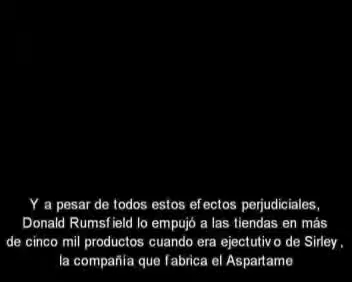 Y a pesar de todos estos efectos perjudiciales,
Donald Rumsfield lo empujó a las tiendas en más
de cinco mil productos cuando era ejectutivo de Sirley,
la compañía que fabrica el Aspartame